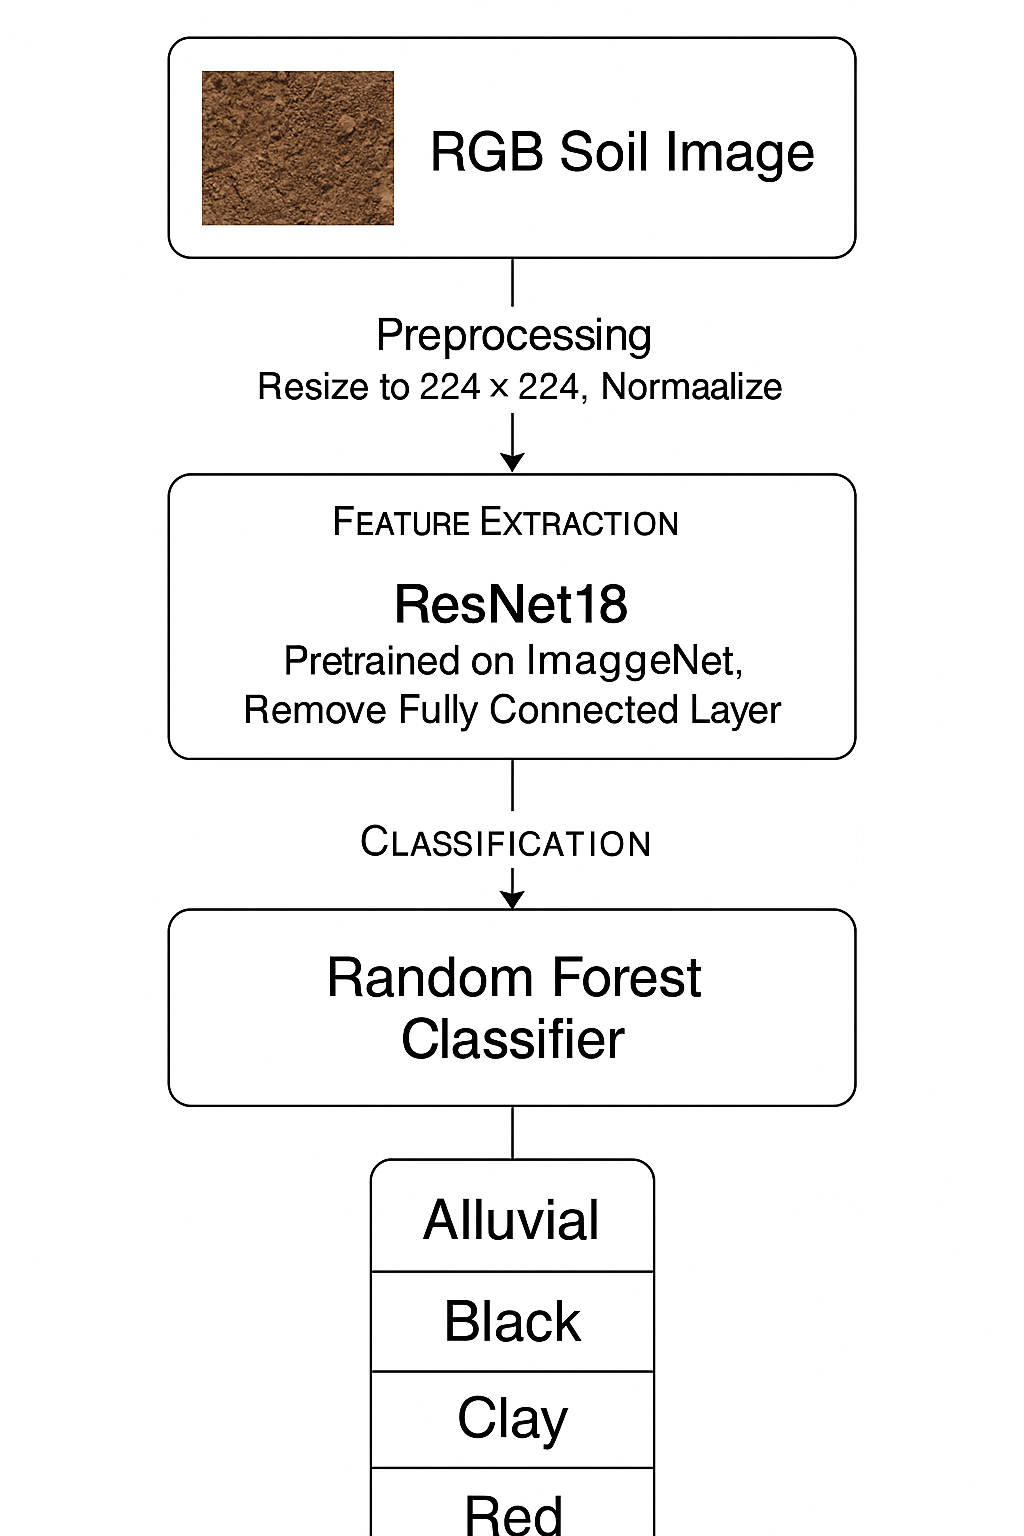 RGB Soil Image
Preprocessing
Resize to 224 × 224, Normaalize
FEATURE EXTRACTION
ResNet18
Pretrained on ImaggeNet,
Remove Fully Connected Layer
CLASSIFICATION
Random Forest
Classifier
Alluvial
Black
Clay
Red